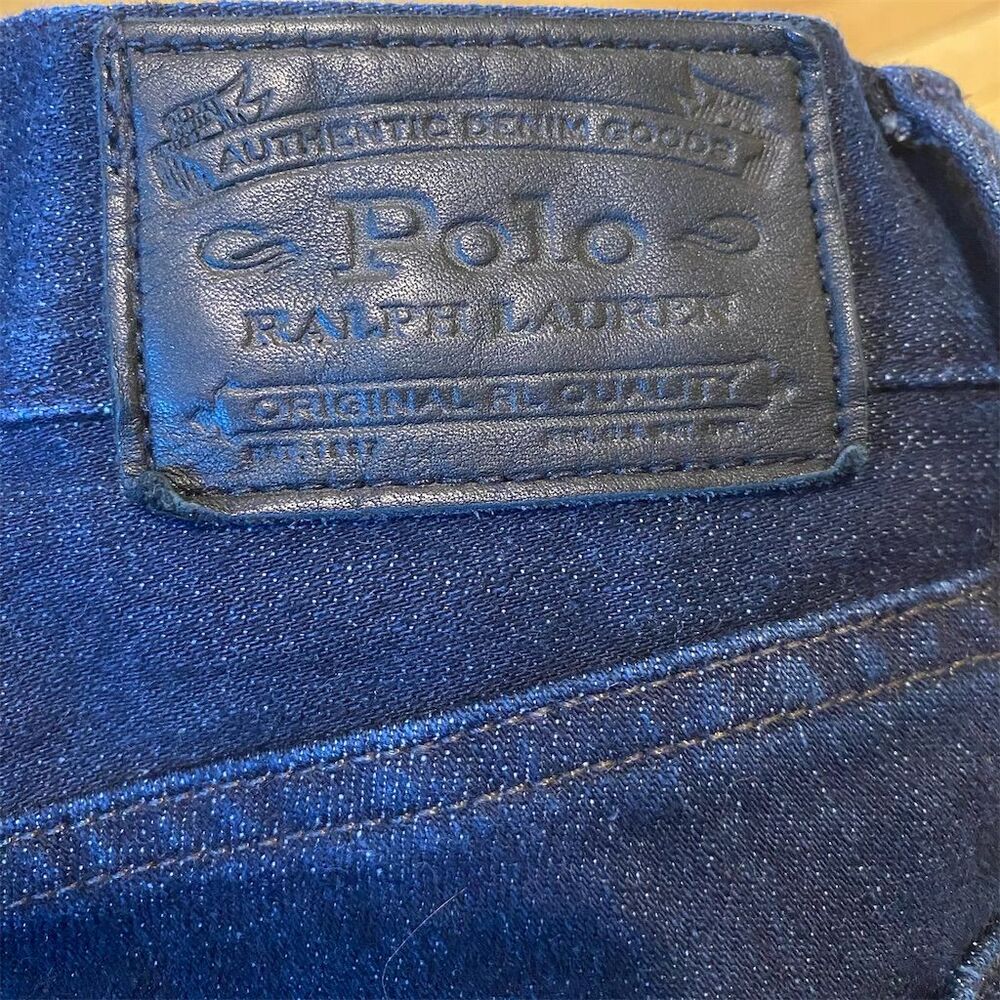 AUTHENTIC DENIM GOODS
Polo
RALPH LAUREN
ORIGINAL RL QUALITY